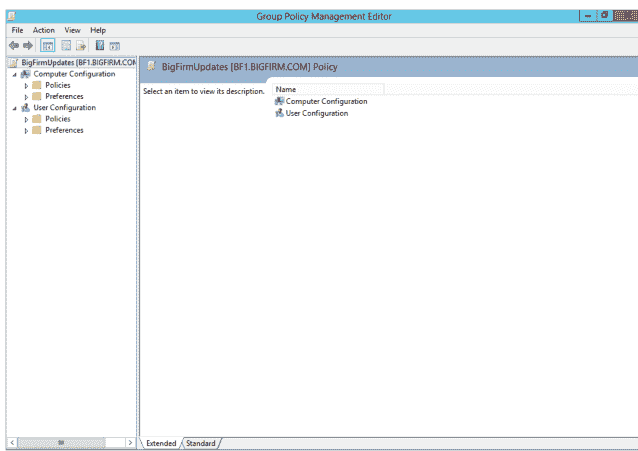 Group Policy Management Editor
File Action View Help
BigFirmUpdates [BF1.BIGFIRM.COM
Computer Configuration
Policies
Preferences
User Configuration
Policies
Preferences
BigFirmUpdates [BF1.BIGFIRM.COM] Policy
Select an item to view its description.
Name
Computer Configuration
User Configuration
Extended Standard